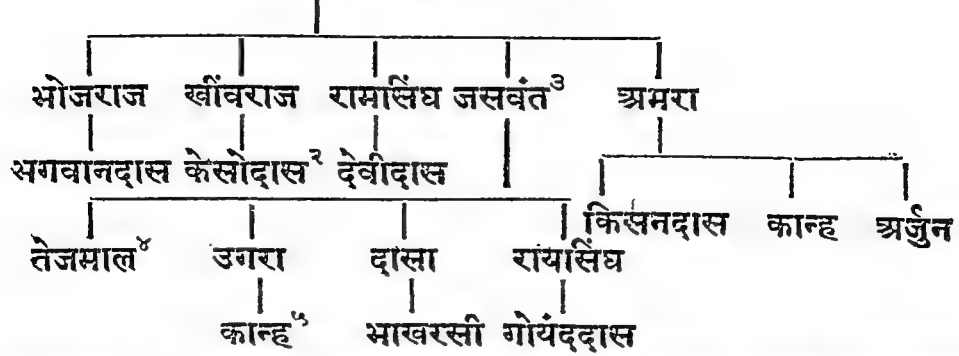 भोजराज खींवराज रामसिंघ जसवंत³ अमरा
भगवानदास केसोदास² देवीदास
किसनदास कान्ह अर्जुन
तेजमाल⁴ उगरा दासा रायसिंघ
कान्ह⁵ भाखरसी गोयंददास